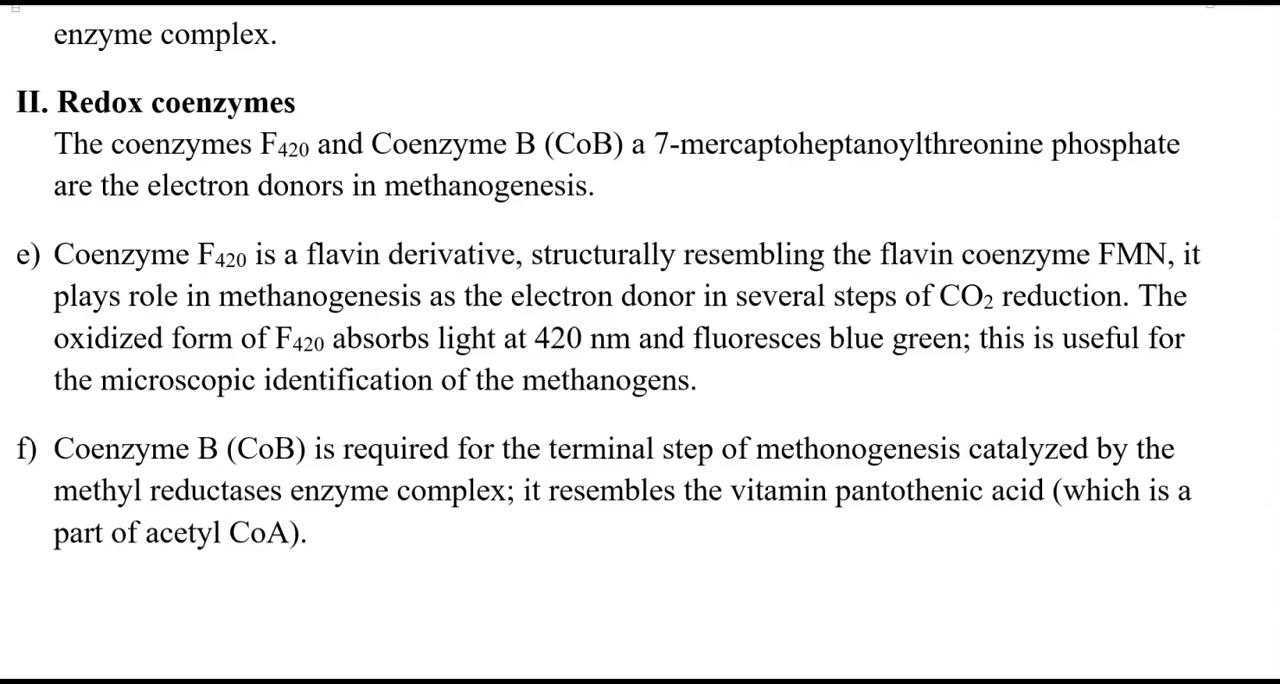 enzyme complex.
II. Redox coenzymes
The coenzymes F₄₂₀ and Coenzyme B (CoB) a 7-mercaptoheptanoylthreonine phosphate
are the electron donors in methanogenesis.
e) Coenzyme F₄₂₀ is a flavin derivative, structurally resembling the flavin coenzyme FMN, it
plays role in methanogenesis as the electron donor in several steps of CO₂ reduction. The
oxidized form of F₄₂₀ absorbs light at 420 nm and fluoresces blue green; this is useful for
the microscopic identification of the methanogens.
f) Coenzyme B (CoB) is required for the terminal step of methonogenesis catalyzed by the
methyl reductases enzyme complex; it resembles the vitamin pantothenic acid (which is a
part of acetyl CoA).